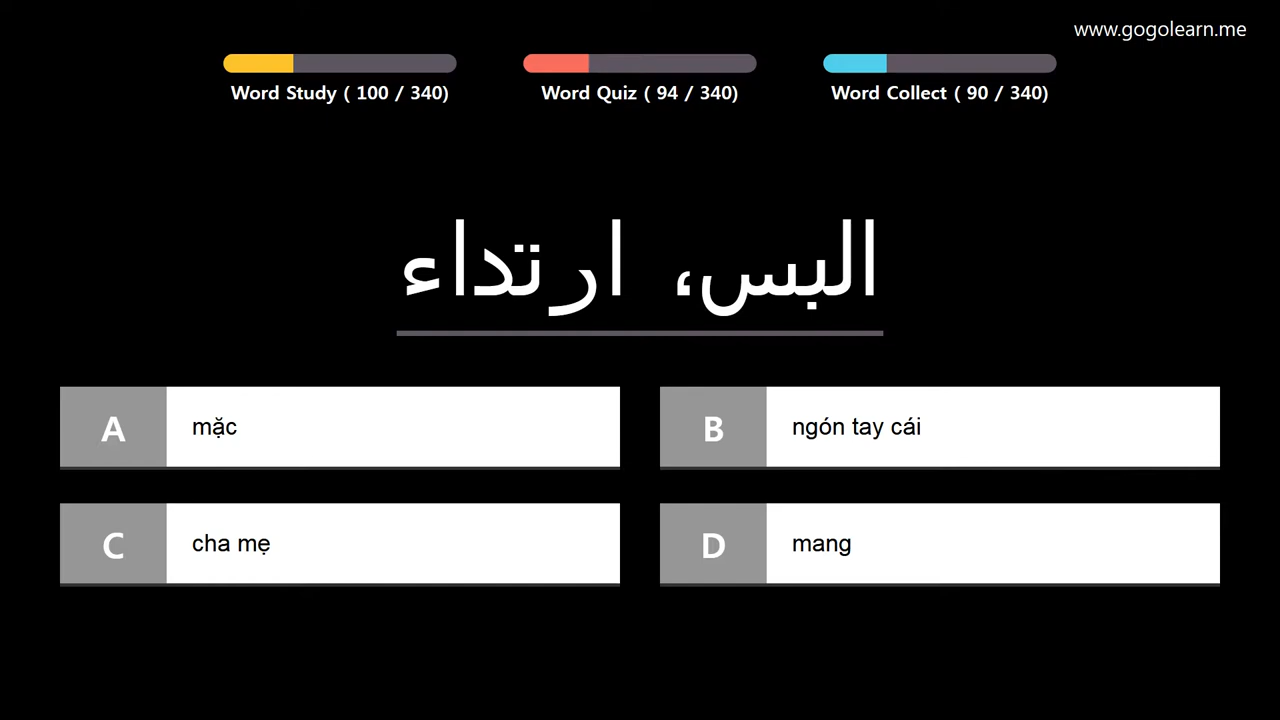 www.gogolearn.me
Word Study ( 100 / 340)
Word Quiz ( 94 / 340)
Word Collect ( 90 / 340)
البس، ارتداء
A mặc
B ngón tay cái
C cha mẹ
D mang